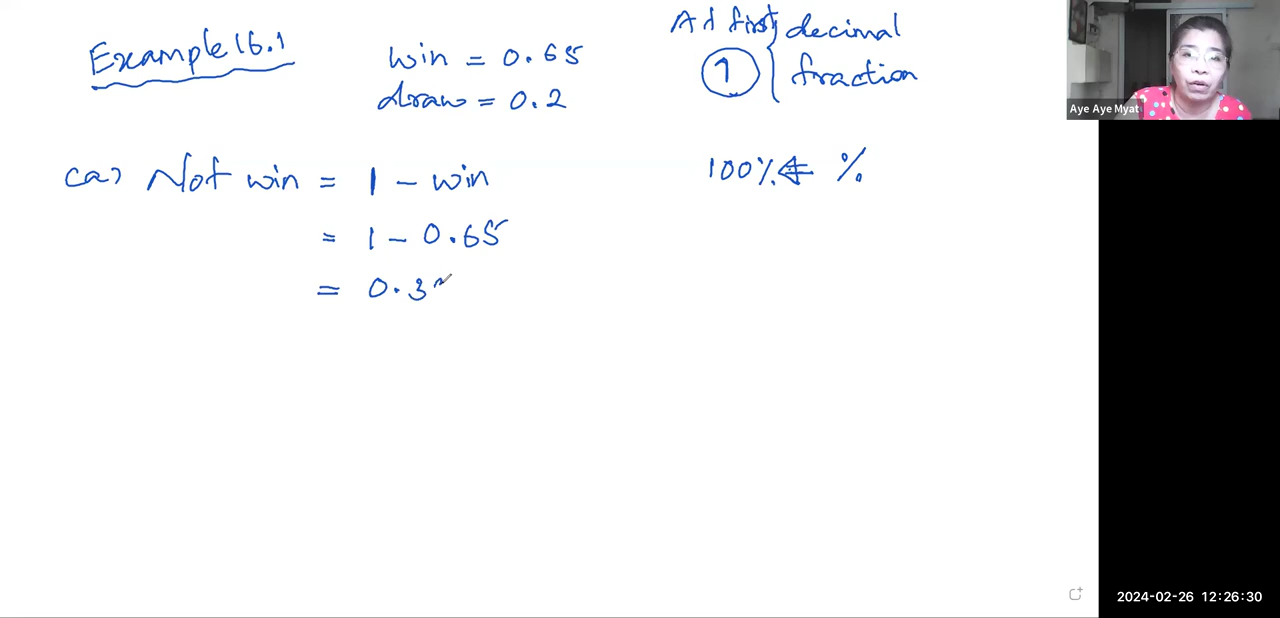 Example 16.1
win = 0.65
draw = 0.2
At first
1
decimal
fraction
Aye Aye Myat
(a) Not win = 1 - win
100% ⇐ %
= 1 - 0.65
= 0.3
2024-02-26 12:26:30